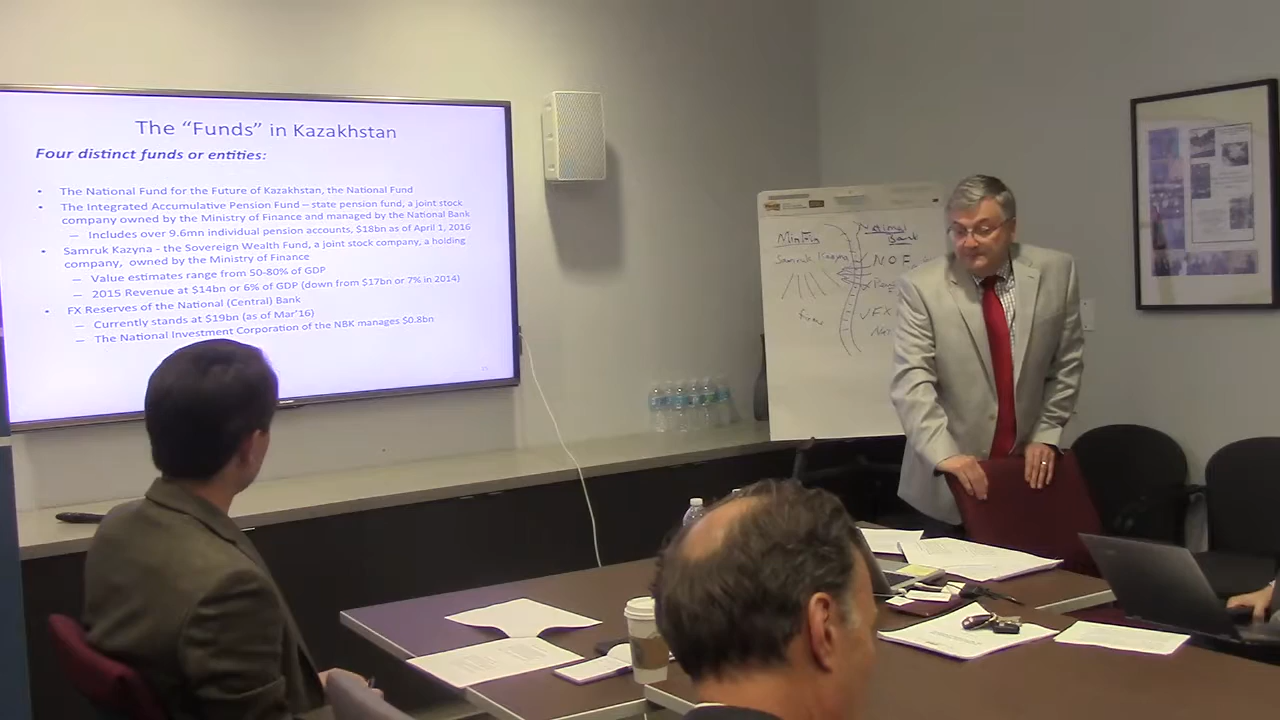 The “Funds” in Kazakhstan
Four distinct funds or entities:
• The National Fund for the Future of Kazakhstan, the National Fund
• The Integrated Accumulative Pension Fund – state pension fund, a joint stock
company owned by the Ministry of Finance and managed by the National Bank
— Includes over 9.6mn individual pension accounts, $18bn as of April 1, 2016
• Samruk Kazyna - the Sovereign Wealth Fund, a joint stock company, a holding
company, owned by the Ministry of Finance
— Value estimates range from 50-80% of GDP
— 2015 Revenue at $14bn or 6% of GDP (down from $17bn or 7% in 2014)
• FX Reserves of the National (Central) Bank
— Currently stands at $19bn (as of Mar’16)
— The National Investment Corporation of the NBK manages $0.8bn
MinFin
Samruk Kazyna
National
Bank
N O F
FX